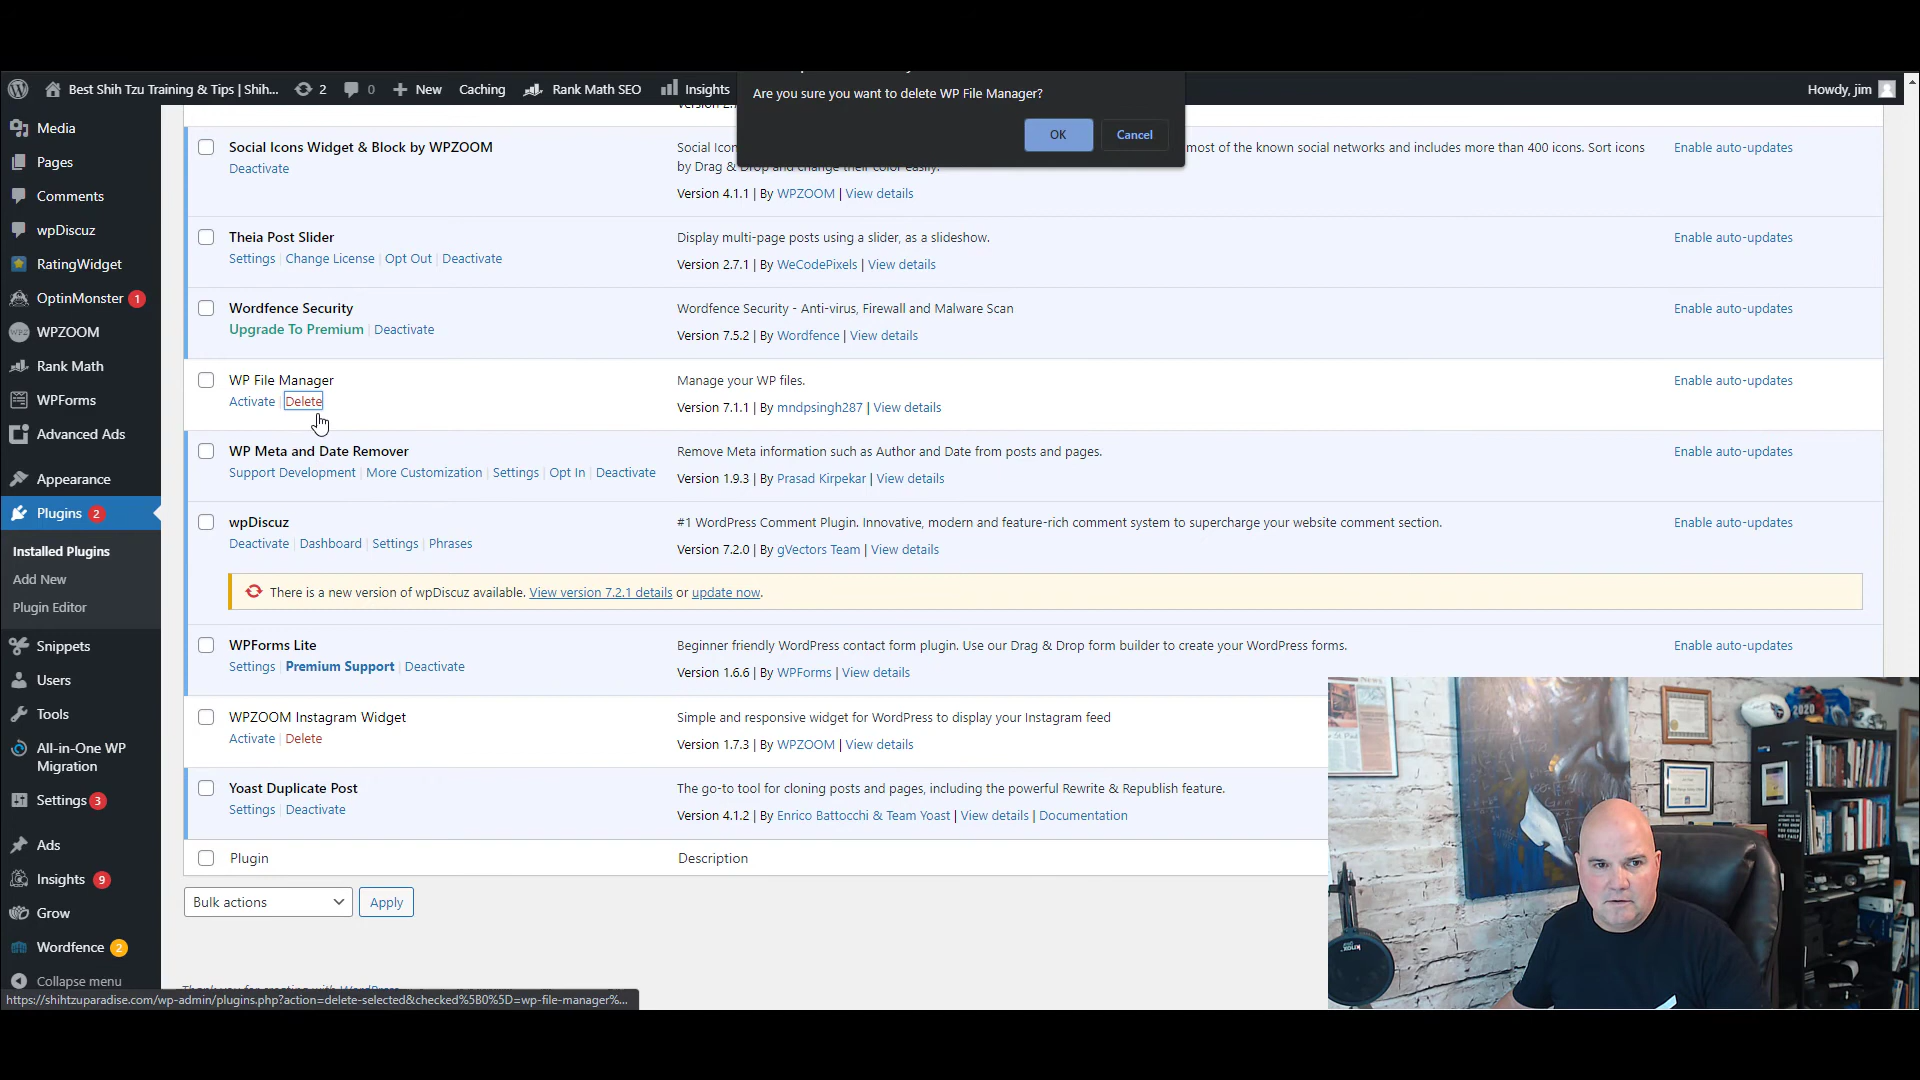 Best Shih Tzu Training & Tips | Shih... 2 0 New Caching Rank Math SEO Insights
Howdy, jim
Are you sure you want to delete WP File Manager?
OK Cancel
Media
Pages
Comments
wpDiscuz
RatingWidget
OptinMonster 1
WPZOOM
Rank Math
WPForms
Advanced Ads
Appearance
Plugins 2
Installed Plugins
Add New
Plugin Editor
Snippets
Users
Tools
All-in-One WP
Migration
Settings 3
Ads
Insights 9
Grow
Wordfence 2
Collapse menu
Social Icons Widget & Block by WPZOOM
Deactivate
Social Icon
most of the known social networks and includes more than 400 icons. Sort icons
by Drag & Drop and change their color easily.
Version 4.1.1 | By WPZOOM | View details
Enable auto-updates
Theia Post Slider
Settings | Change License | Opt Out | Deactivate
Display multi-page posts using a slider, as a slideshow.
Version 2.7.1 | By WeCodePixels | View details
Enable auto-updates
Wordfence Security
Upgrade To Premium | Deactivate
Wordfence Security - Anti-virus, Firewall and Malware Scan
Version 7.5.2 | By Wordfence | View details
Enable auto-updates
WP File Manager
Activate | Delete
Manage your WP files.
Version 7.1.1 | By mndpsingh287 | View details
Enable auto-updates
WP Meta and Date Remover
Support Development | More Customization | Settings | Opt In | Deactivate
Remove Meta information such as Author and Date from posts and pages.
Version 1.9.3 | By Prasad Kirpekar | View details
Enable auto-updates
wpDiscuz
Deactivate | Dashboard | Settings | Phrases
#1 WordPress Comment Plugin. Innovative, modern and feature-rich comment system to supercharge your website comment section.
Version 7.2.0 | By gVectors Team | View details
Enable auto-updates
There is a new version of wpDiscuz available. View version 7.2.1 details or update now.
WPForms Lite
Settings | Premium Support | Deactivate
Beginner friendly WordPress contact form plugin. Use our Drag & Drop form builder to create your WordPress forms.
Version 1.6.6 | By WPForms | View details
Enable auto-updates
WPZOOM Instagram Widget
Activate | Delete
Simple and responsive widget for WordPress to display your Instagram feed
Version 1.7.3 | By WPZOOM | View details
Yoast Duplicate Post
Settings | Deactivate
The go-to tool for cloning posts and pages, including the powerful Rewrite & Republish feature.
Version 4.1.2 | By Enrico Battocchi & Team Yoast | View details | Documentation
Plugin
Description
Bulk actions
Apply
https://shihtzuparadise.com/wp-admin/plugins.php?action=delete-selected&checked%5B0%5D=wp-file-manager%...
2020